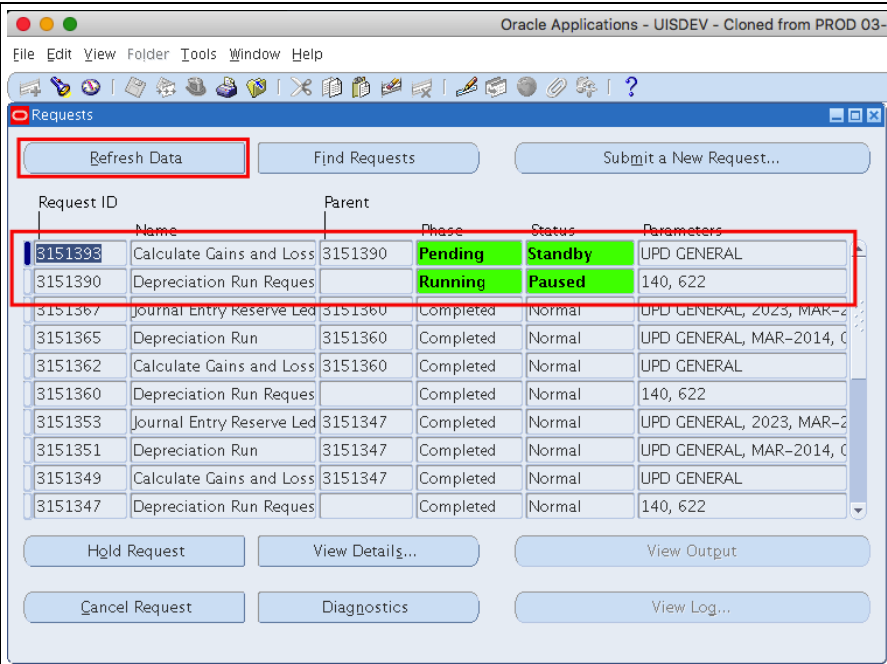 Oracle Applications - UISDEV - Cloned from PROD 03-
File Edit View Folder Tools Window Help
Requests
Refresh Data Find Requests Submit a New Request...
Request ID Parent
Name Phase Status Parameters
3151393 Calculate Gains and Loss 3151390 Pending Standby UPD GENERAL
3151390 Depreciation Run Reques Running Paused 140, 622
3151367 Journal Entry Reserve Led 3151360 Completed Normal UPD GENERAL, 2023, MAR-2
3151365 Depreciation Run 3151360 Completed Normal UPD GENERAL, MAR-2014, 0
3151362 Calculate Gains and Loss 3151360 Completed Normal UPD GENERAL
3151360 Depreciation Run Reques Completed Normal 140, 622
3151353 Journal Entry Reserve Led 3151347 Completed Normal UPD GENERAL, 2023, MAR-2
3151351 Depreciation Run 3151347 Completed Normal UPD GENERAL, MAR-2014, 0
3151349 Calculate Gains and Loss 3151347 Completed Normal UPD GENERAL
3151347 Depreciation Run Reques Completed Normal 140, 622
Hold Request View Details... View Output
Cancel Request Diagnostics View Log...